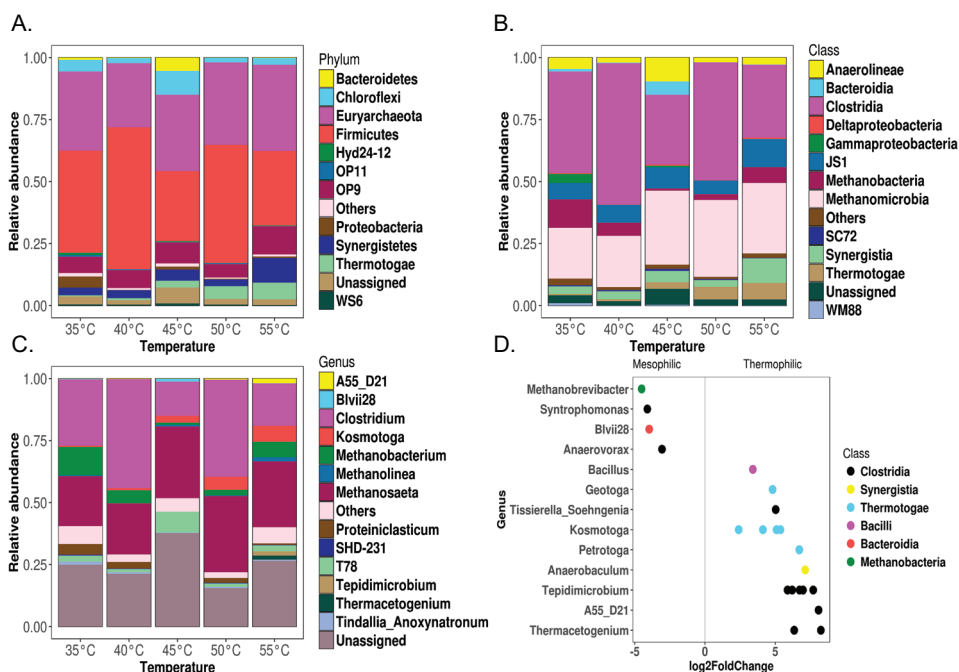 A.
Relative abundance
1.00
0.75
0.50
0.25
0.00
35°C 40°C 45°C 50°C 55°C
Temperature
Phylum
Bacteroidetes
Chloroflexi
Euryarchaeota
Firmicutes
Hyd24-12
OP11
OP9
Others
Proteobacteria
Synergistetes
Thermotogae
Unassigned
WS6
B.
Relative abundance
1.00
0.75
0.50
0.25
0.00
35°C 40°C 45°C 50°C 55°C
Temperature
Class
Anaerolineae
Bacteroidia
Clostridia
Deltaproteobacteria
Gammaproteobacteria
JS1
Methanobacteria
Methanomicrobia
Others
SC72
Synergistia
Thermotogae
Unassigned
WM88
C.
Relative abundance
1.00
0.75
0.50
0.25
0.00
35°C 40°C 45°C 50°C 55°C
Temperature
Genus
A55_D21
Blvii28
Clostridium
Kosmotoga
Methanobacterium
Methanolinea
Methanosaeta
Others
Proteiniclasticum
SHD-231
T78
Tepidimicrobium
Thermacetogenium
Tindallia_Anoxynatronum
Unassigned
D.
Mesophilic Thermophilic
Genus
Methanobrevibacter
Syntrophomonas
Blvii28
Anaerovorax
Bacillus
Geotoga
Tissierella_Soehngenia
Kosmotoga
Petrotoga
Anaerobaculum
Tepidimicrobium
A55_D21
Thermacetogenium
-5 0 5
log2FoldChange
Class
Clostridia
Synergistia
Thermotogae
Bacilli
Bacteroidia
Methanobacteria